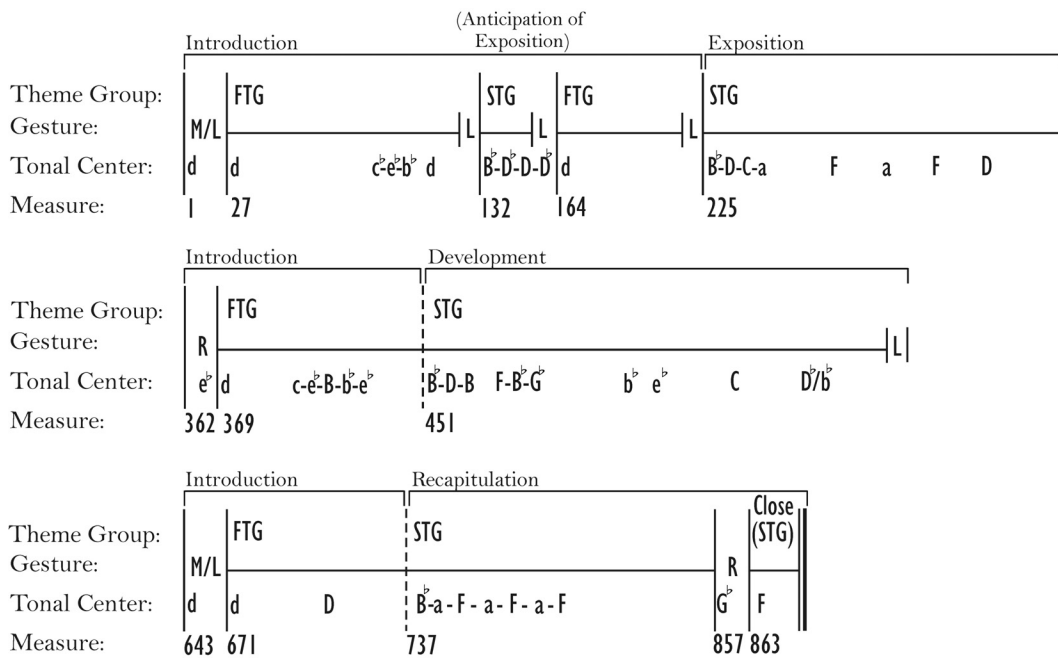 (Anticipation of
Introduction Exposition) Exposition
Theme Group: FTG STG FTG STG
Gesture: M/L L L L
Tonal Center: d d c♭-e♭-b♭ d B♭-D♭-D-D♭ d B♭-D-C-a F a F D
Measure: 1 27 132 164 225
Introduction Development
Theme Group: FTG STG
Gesture: R L
Tonal Center: e♭ d c-e♭-B-b♭-e♭ B♭-D-B F-B♭-G♭ b♭ e♭ C D♭/b♭
Measure: 362 369 451
Introduction Recapitulation
Close
Theme Group: FTG STG (STG)
Gesture: M/L R
Tonal Center: d d D B♭-a-F-a-F-a-F G♭ F
Measure: 643 671 737 857 863